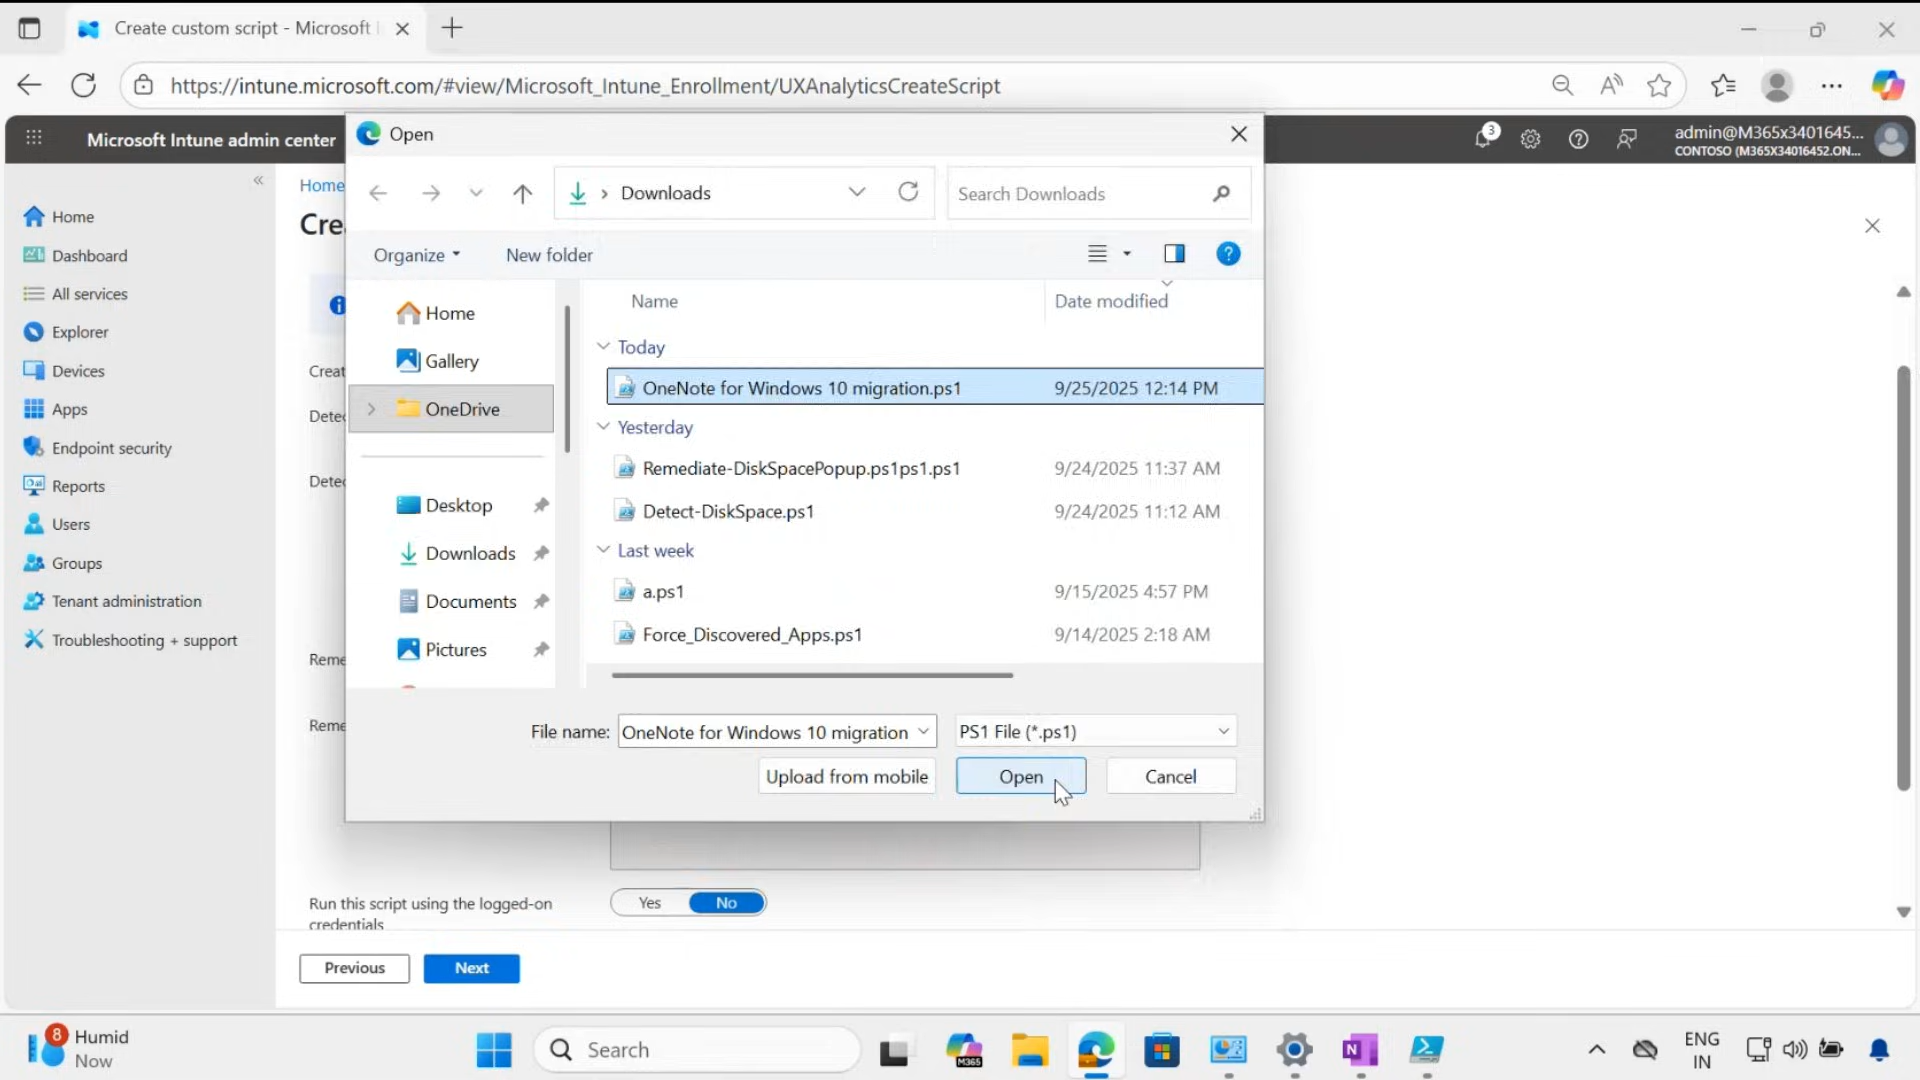 Create custom script - Microsoft I
https://intune.microsoft.com/#view/Microsoft_Intune_Enrollment/UXAnalyticsCreateScript
Microsoft Intune admin center
3
admin@M365x3401645...
CONTOSO (M365X34016452.ON...
Home
Dashboard
All services
Explorer
Devices
Apps
Endpoint security
Reports
Users
Groups
Tenant administration
Troubleshooting + support
Home
Cre
Creat
Detec
Detec
Reme
Reme
Open
Downloads
Search Downloads
Organize
New folder
Home
Gallery
OneDrive
Desktop
Downloads
Documents
Pictures
Name
Date modified
Today
OneNote for Windows 10 migration.ps1 9/25/2025 12:14 PM
Yesterday
Remediate-DiskSpacePopup.ps1ps1.ps1 9/24/2025 11:37 AM
Detect-DiskSpace.ps1 9/24/2025 11:12 AM
Last week
a.ps1 9/15/2025 4:57 PM
Force_Discovered_Apps.ps1 9/14/2025 2:18 AM
File name: OneNote for Windows 10 migration
PS1 File (*.ps1)
Upload from mobile
Open
Cancel
Run this script using the logged-on
credentials
Yes
No
Previous
Next
8
Humid
Now
Search
M365
N
ENG
IN